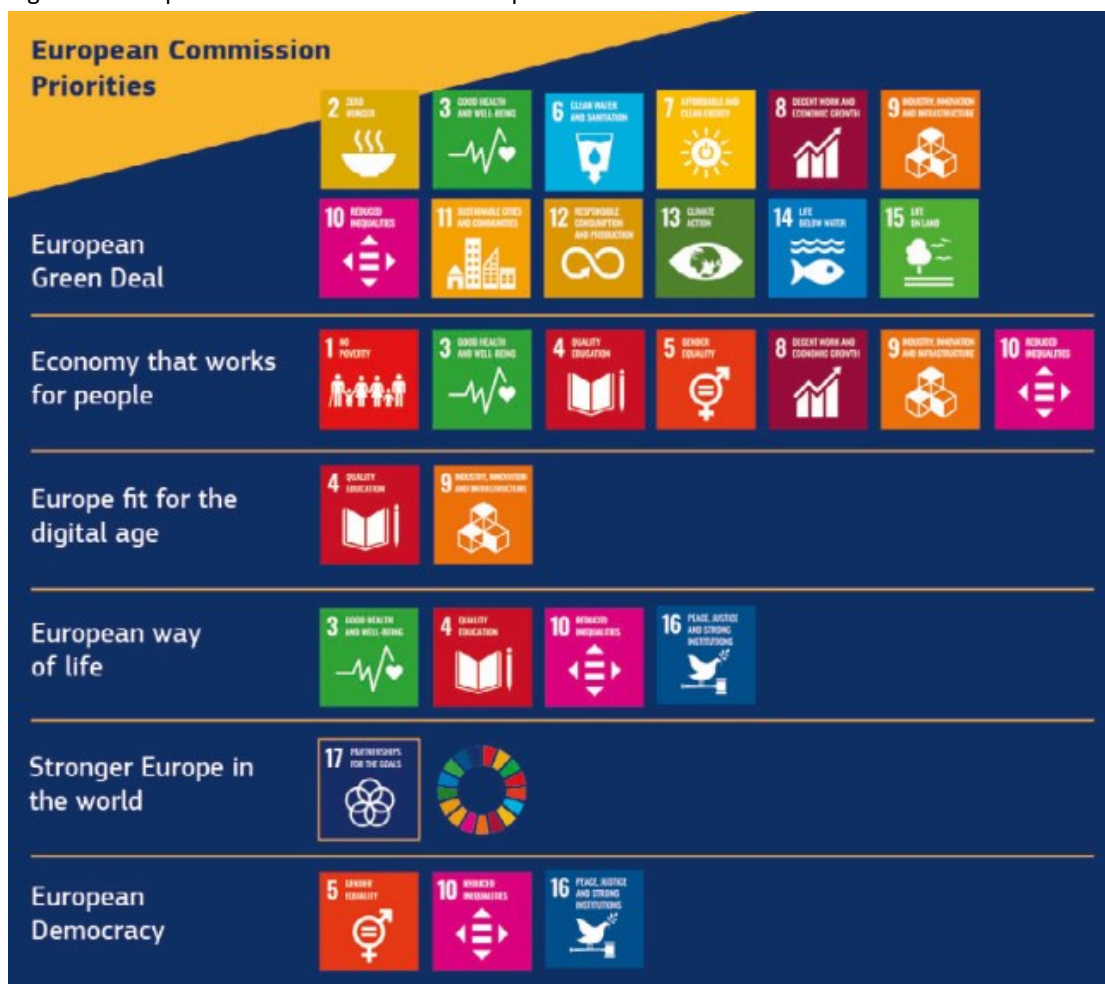 European Commission
Priorities
2 ZERO
HUNGER
3 GOOD HEALTH
AND WELL-BEING
6 CLEAN WATER
AND SANITATION
7 AFFORDABLE AND
CLEAN ENERGY
8 DECENT WORK AND
ECONOMIC GROWTH
9 INDUSTRY, INNOVATION
AND INFRASTRUCTURE
European
Green Deal
10 REDUCED
INEQUALITIES
11 SUSTAINABLE CITIES
AND COMMUNITIES
12 RESPONSIBLE
CONSUMPTION
AND PRODUCTION
13 CLIMATE
ACTION
14 LIFE
BELOW WATER
15 LIFE
ON LAND
Economy that works
for people
1 NO
POVERTY
3 GOOD HEALTH
AND WELL-BEING
4 QUALITY
EDUCATION
5 GENDER
EQUALITY
8 DECENT WORK AND
ECONOMIC GROWTH
9 INDUSTRY, INNOVATION
AND INFRASTRUCTURE
10 REDUCED
INEQUALITIES
Europe fit for the
digital age
4 QUALITY
EDUCATION
9 INDUSTRY, INNOVATION
AND INFRASTRUCTURE
European way
of life
3 GOOD HEALTH
AND WELL-BEING
4 QUALITY
EDUCATION
10 REDUCED
INEQUALITIES
16 PEACE, JUSTICE
AND STRONG
INSTITUTIONS
Stronger Europe in
the world
17 PARTNERSHIPS
FOR THE GOALS
European
Democracy
5 GENDER
EQUALITY
10 REDUCED
INEQUALITIES
16 PEACE, JUSTICE
AND STRONG
INSTITUTIONS